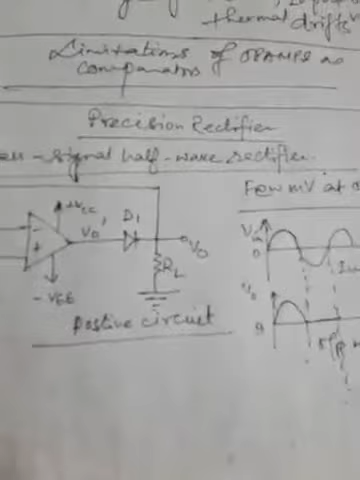 thermal drifts
Limitations of OPAMPS as
comparators
Precision Rectifier
signal half-wave rectifier.
Few mV at
+Vcc
Vo'
D1
Vo
RL
-VEE
Vin
0
Vo
0
Positive circuit